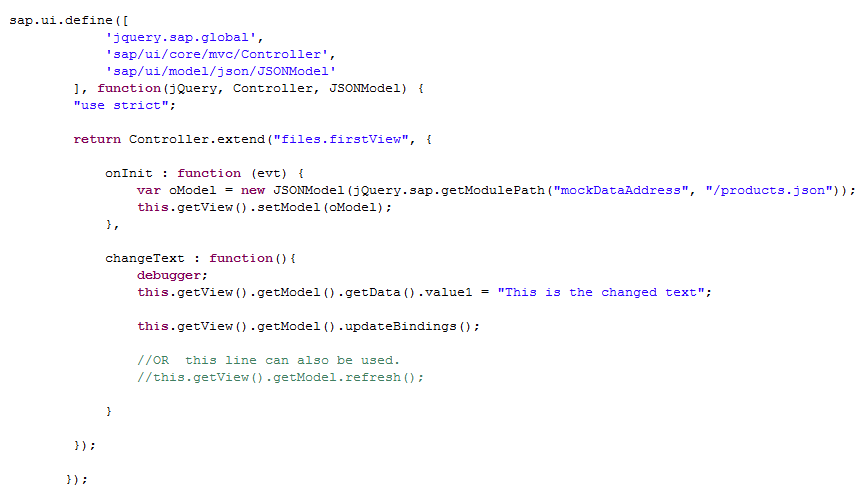 sap.ui.define([
'jquery.sap.global',
'sap/ui/core/mvc/Controller',
'sap/ui/model/json/JSONModel'
], function(jQuery, Controller, JSONModel) {
"use strict";
return Controller.extend("files.firstView", {
onInit : function (evt) {
var oModel = new JSONModel(jQuery.sap.getModulePath("mockDataAddress", "/products.json"));
this.getView().setModel(oModel);
},
changeText : function(){
debugger;
this.getView().getModel().getData().value1 = "This is the changed text";
this.getView().getModel().updateBindings();
//OR  this line can also be used.
//this.getView().getModel.refresh();
}
});
});